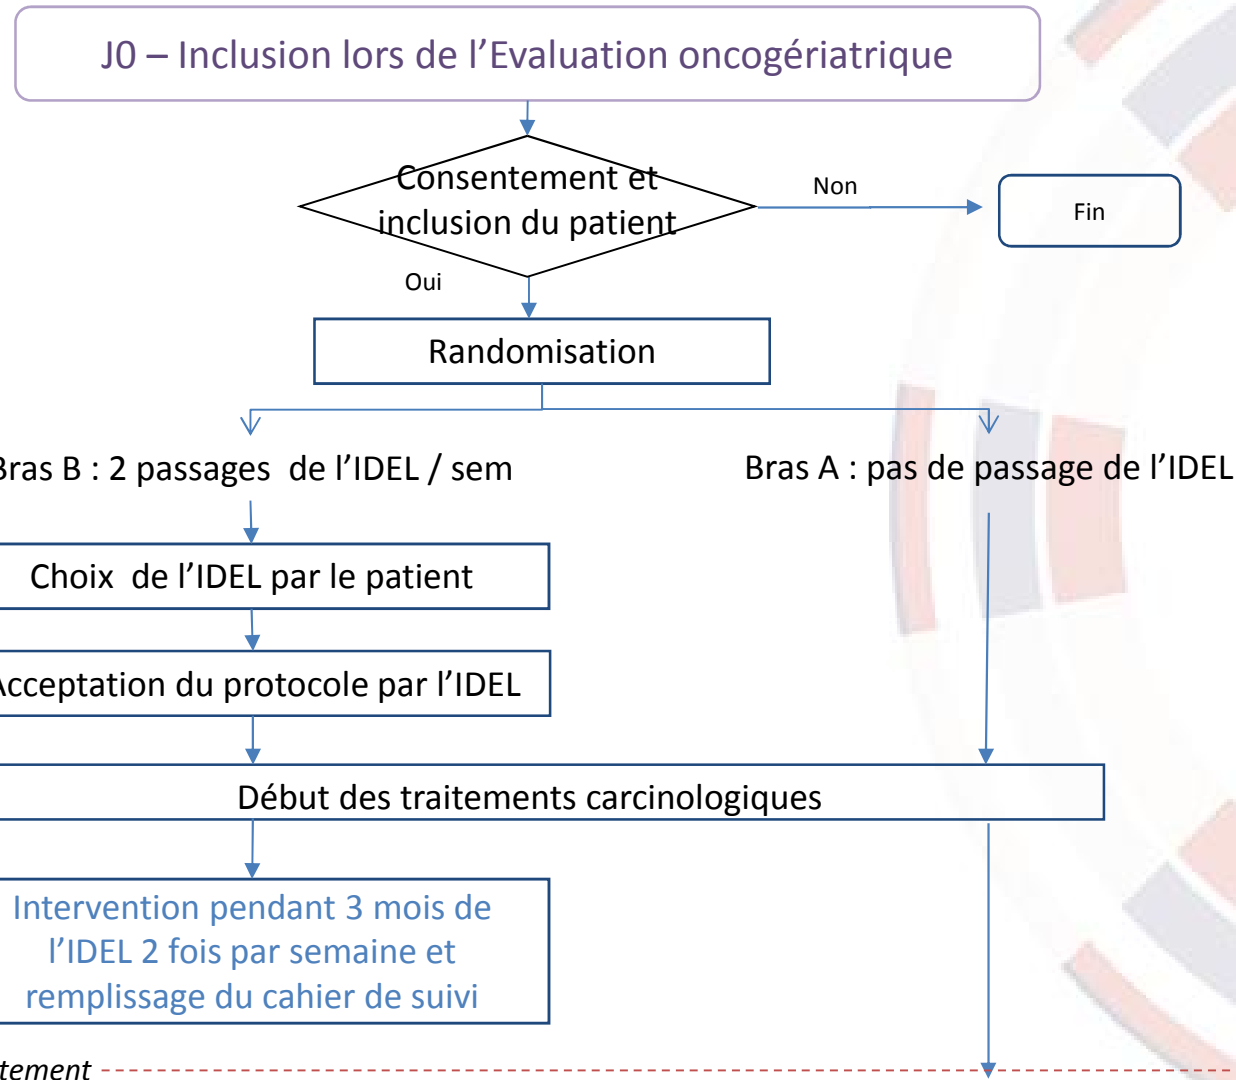 J0 – Inclusion lors de l’Evaluation oncogériatrique
Consentement et
inclusion du patient
Non
Fin
Oui
Randomisation
Bras B : 2 passages  de l’IDEL / sem
Bras A : pas de passage de l’IDEL
Choix  de l’IDEL par le patient
Acceptation du protocole par l’IDEL
Début des traitements carcinologiques
Intervention pendant 3 mois de
l’IDEL 2 fois par semaine et
remplissage du cahier de suivi